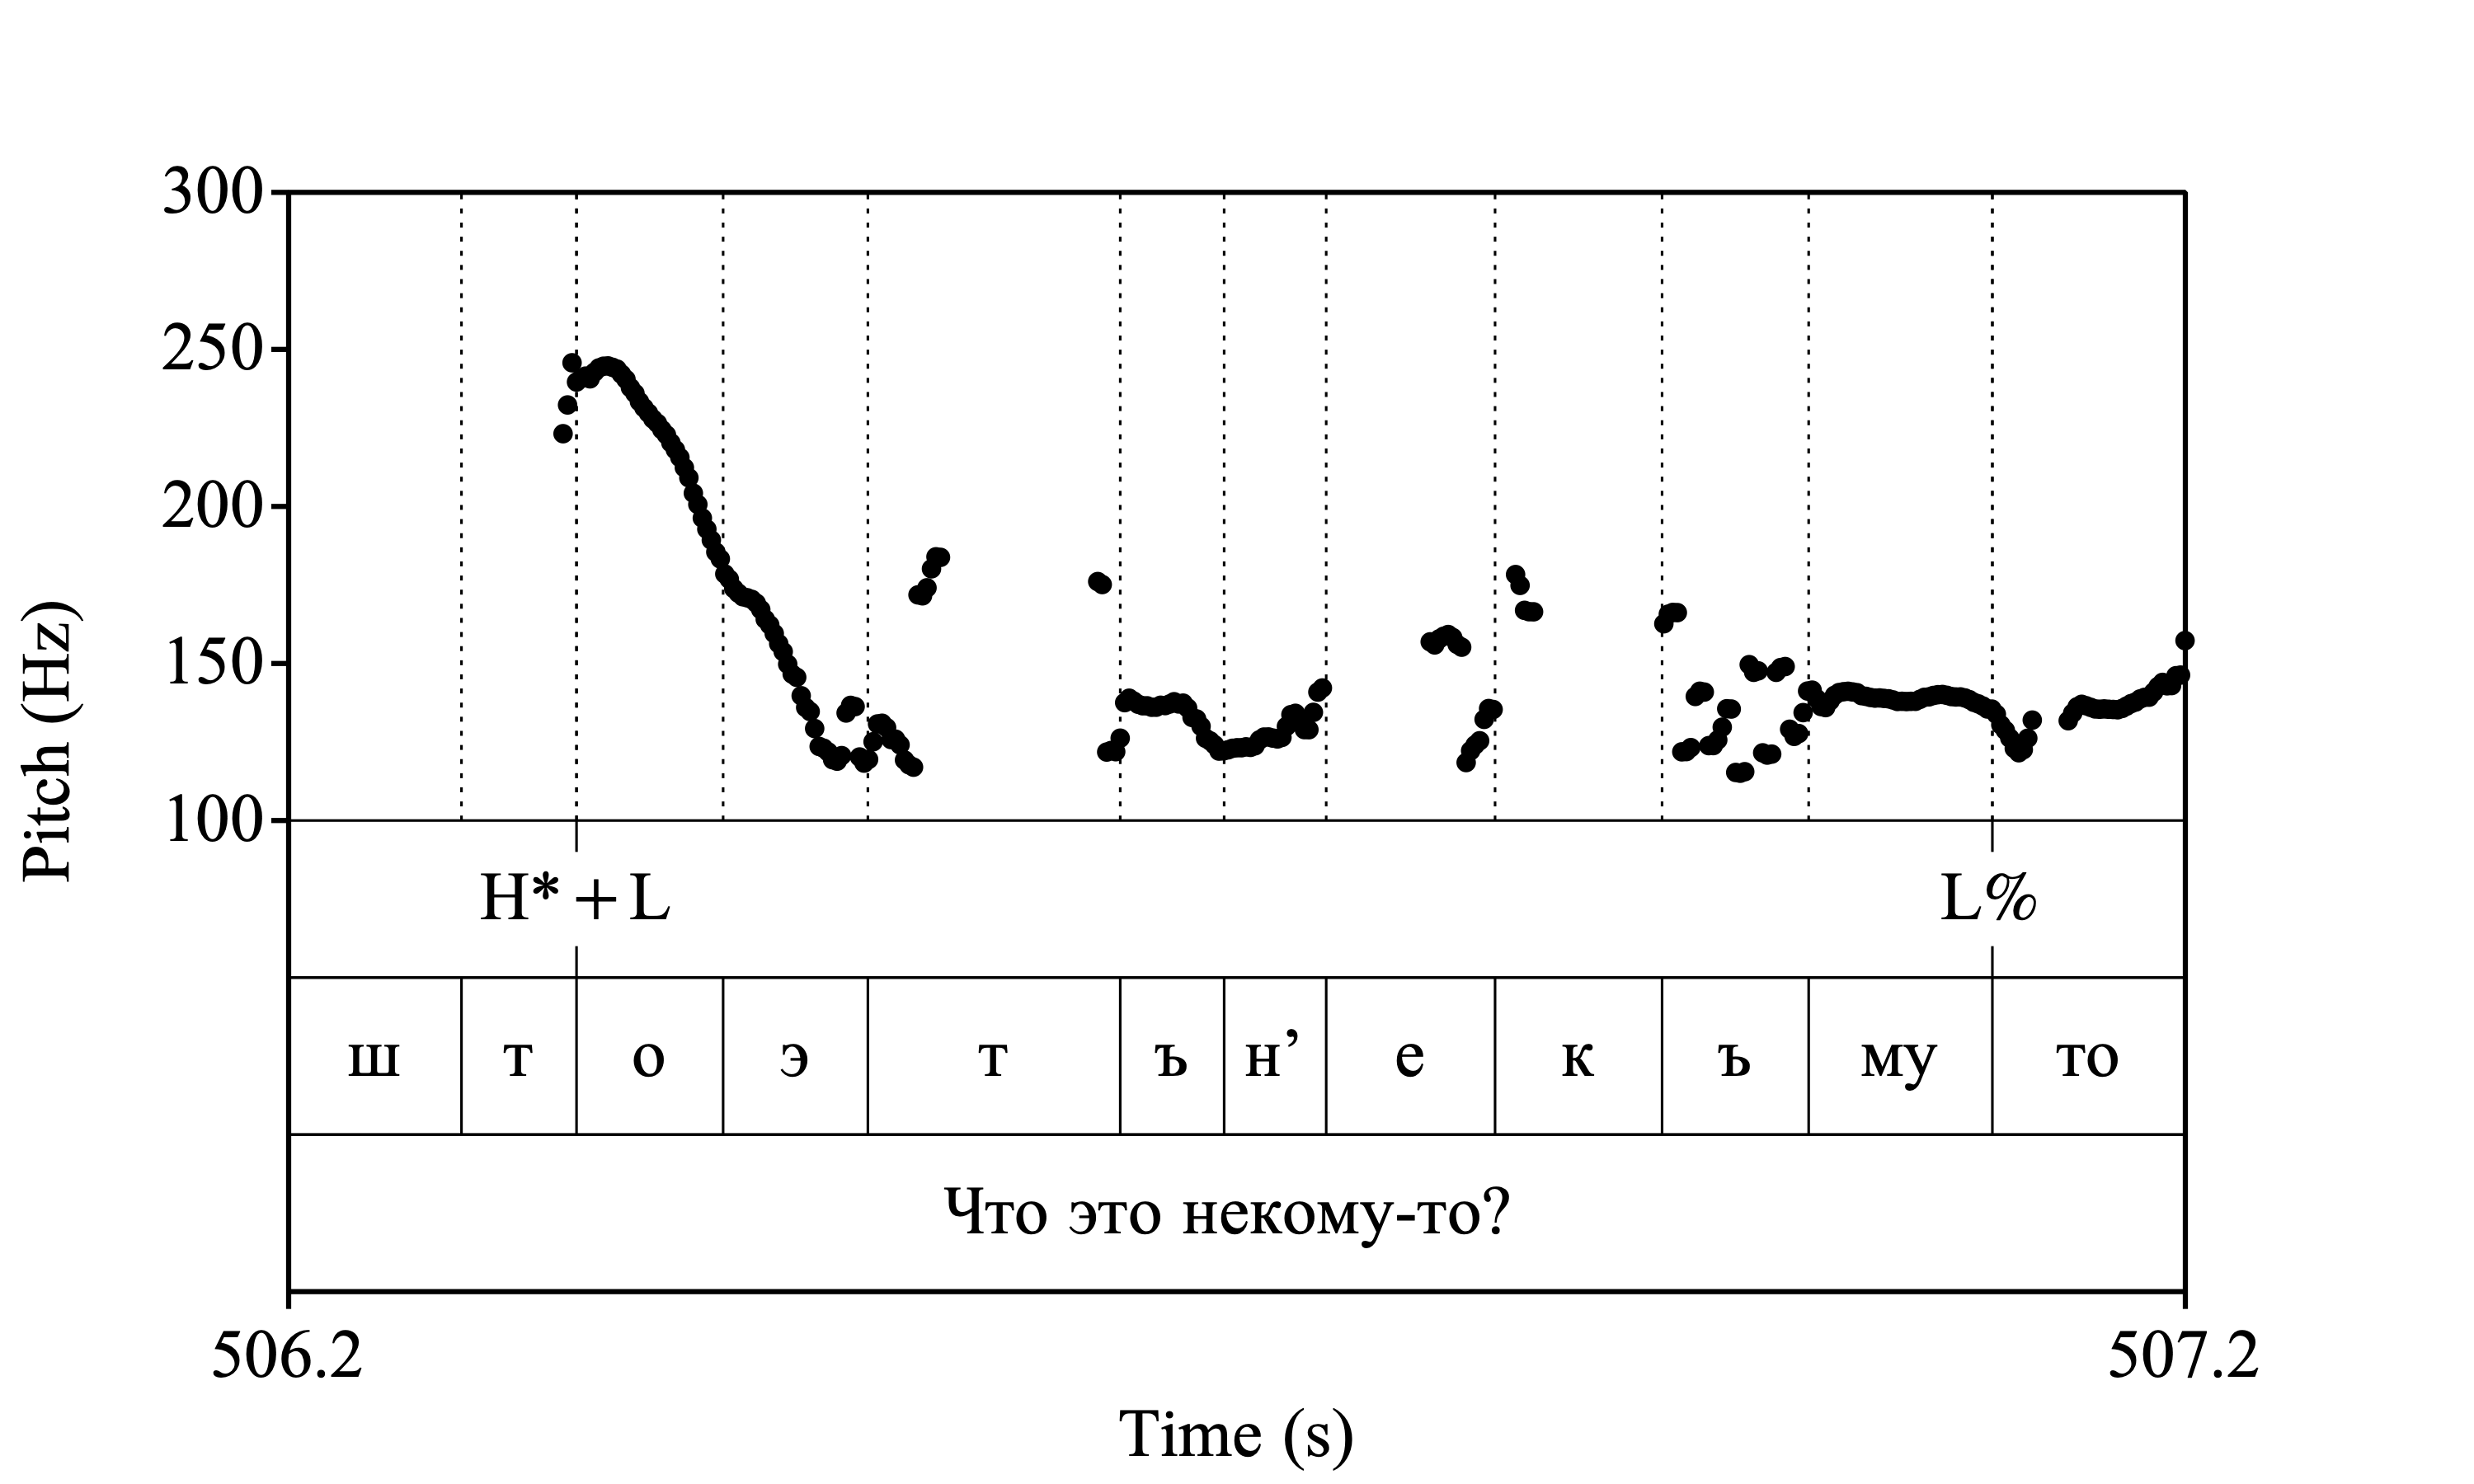 300
250
200
150
100
Pitch (Hz)
H*+L L%
ш т о э т ъ н’ е к ъ му то
Что это некому-то?
506.2 507.2
Time (s)